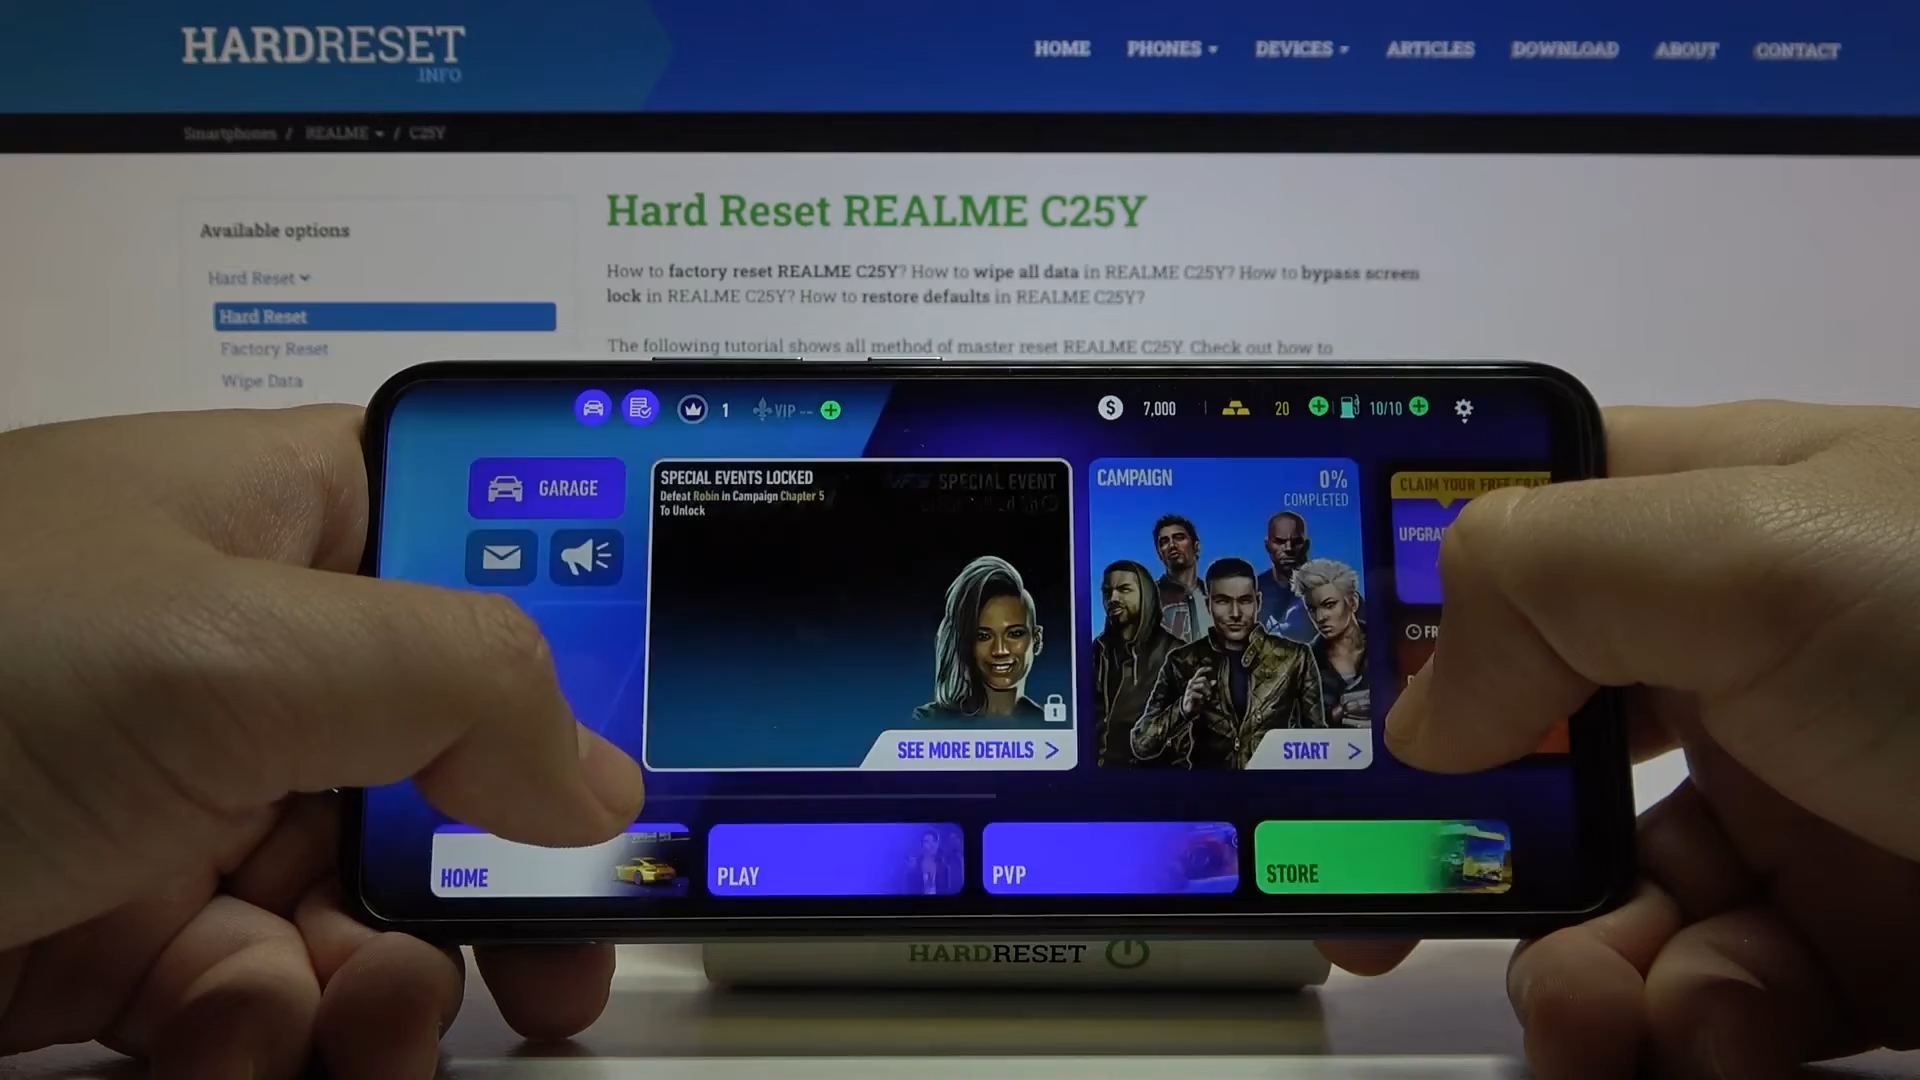 HARDRESET
.INFO
HOME PHONES DEVICES ARTICLES DOWNLOAD ABOUT CONTACT
Smartphones / REALME / C25Y
Available options
Hard Reset
Hard Reset
Factory Reset
Wipe Data
Hard Reset REALME C25Y
How to factory reset REALME C25Y? How to wipe all data in REALME C25Y? How to bypass screen
lock in REALME C25Y? How to restore defaults in REALME C25Y?
The following tutorial shows all method of master reset REALME C25Y. Check out how to
1 VIP -- $ 7,000 20 10/10
GARAGE
SPECIAL EVENTS LOCKED
Defeat Robin in Campaign Chapter 5
To Unlock
SPECIAL EVENT
SEE MORE DETAILS >
CAMPAIGN
0%
COMPLETED
START >
CLAIM YOUR FREE
HOME
PLAY
PVP
STORE
HARDRESET